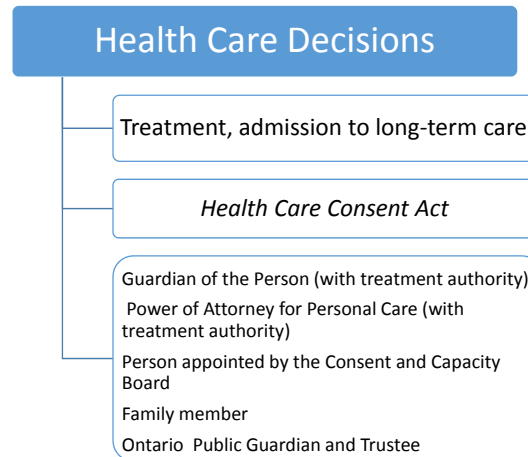 Health Care Decisions
Treatment, admission to long-term care
Health Care Consent Act
Guardian of the Person (with treatment authority)
Power of Attorney for Personal Care (with
treatment authority)
Person appointed by the Consent and Capacity
Board
Family member
Ontario Public Guardian and Trustee